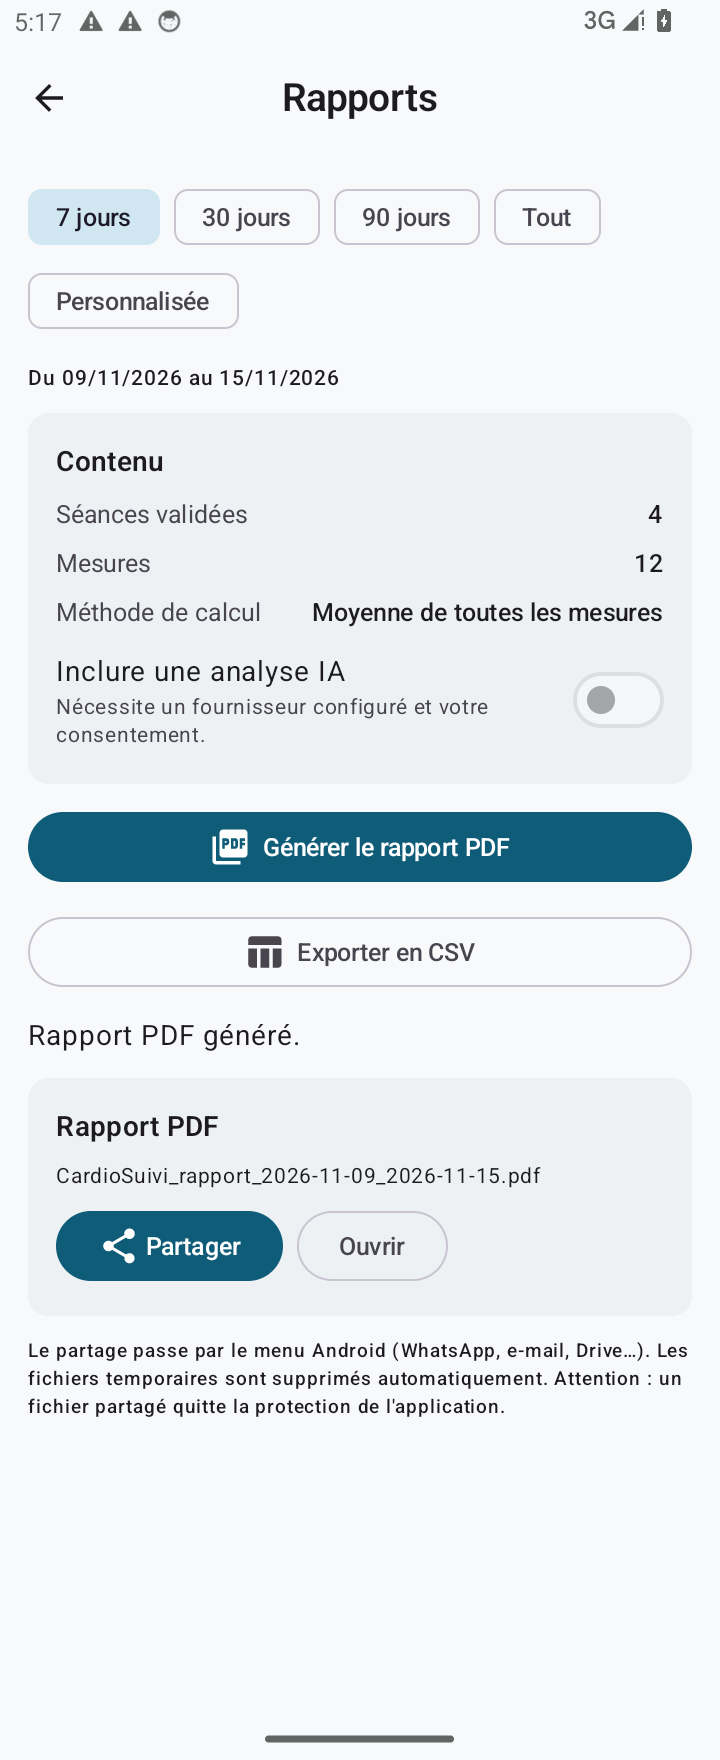 5:17
3G
Rapports
7 jours
30 jours
90 jours
Tout
Personnalisée
Du 09/11/2026 au 15/11/2026
Contenu
Séances validées 4
Mesures 12
Méthode de calcul Moyenne de toutes les mesures
Inclure une analyse IA
Nécessite un fournisseur configuré et votre
consentement.
PDF Générer le rapport PDF
Exporter en CSV
Rapport PDF généré.
Rapport PDF
CardioSuivi_rapport_2026-11-09_2026-11-15.pdf
Partager
Ouvrir
Le partage passe par le menu Android (WhatsApp, e-mail, Drive…). Les
fichiers temporaires sont supprimés automatiquement. Attention : un
fichier partagé quitte la protection de l'application.